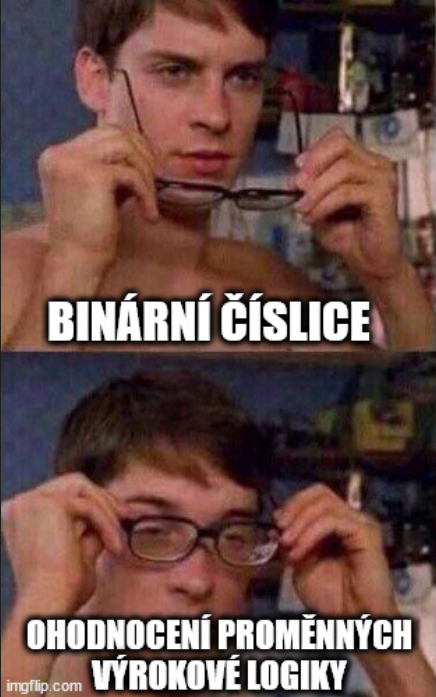 BINÁRNÍ ČÍSLICE
OHODNOCENÍ PROMĚNNÝCH
VÝROKOVÉ LOGIKY
imgflip.com